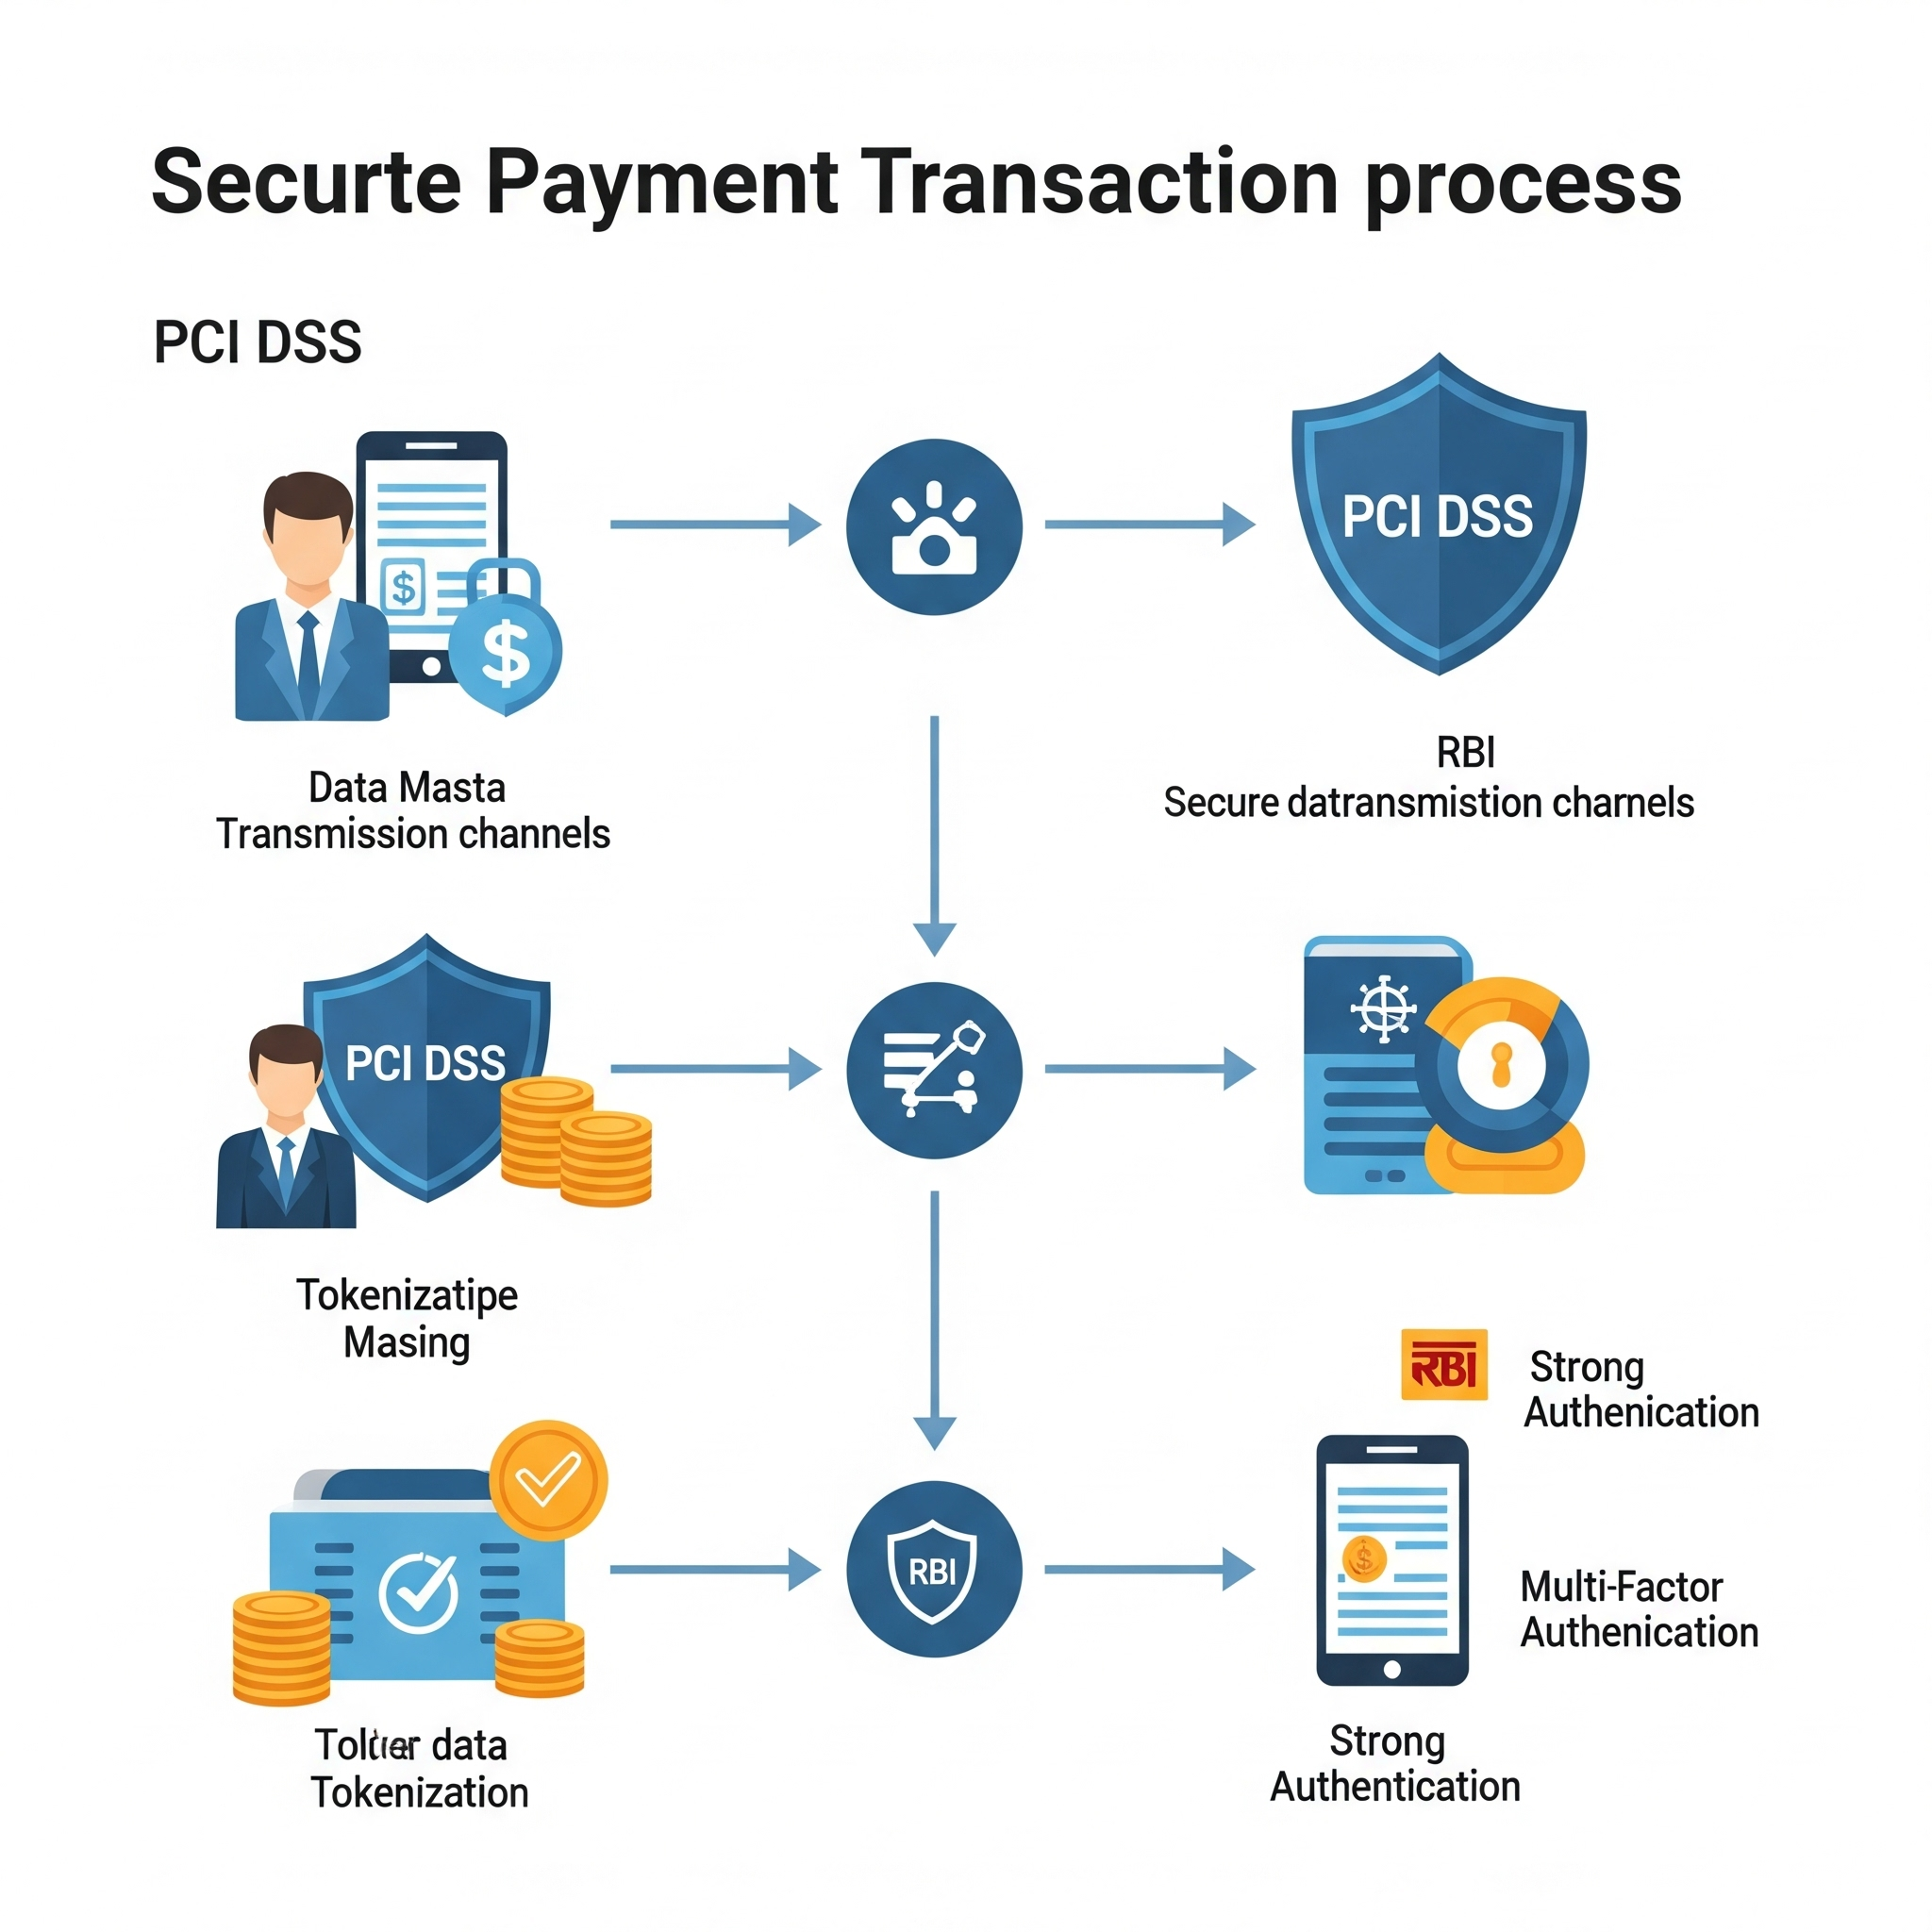 Securte Payment Transaction process
PCI DSS
PCI DSS
Data Masta
Transmission channels
RBI
Secure datransmistion charnels
PCI DSS
Tokenizatipe
Masing
RBI
Strong
Authenication
RBI
Multi-Factor
Authenication
data
Tokenization
Strong
Authentication